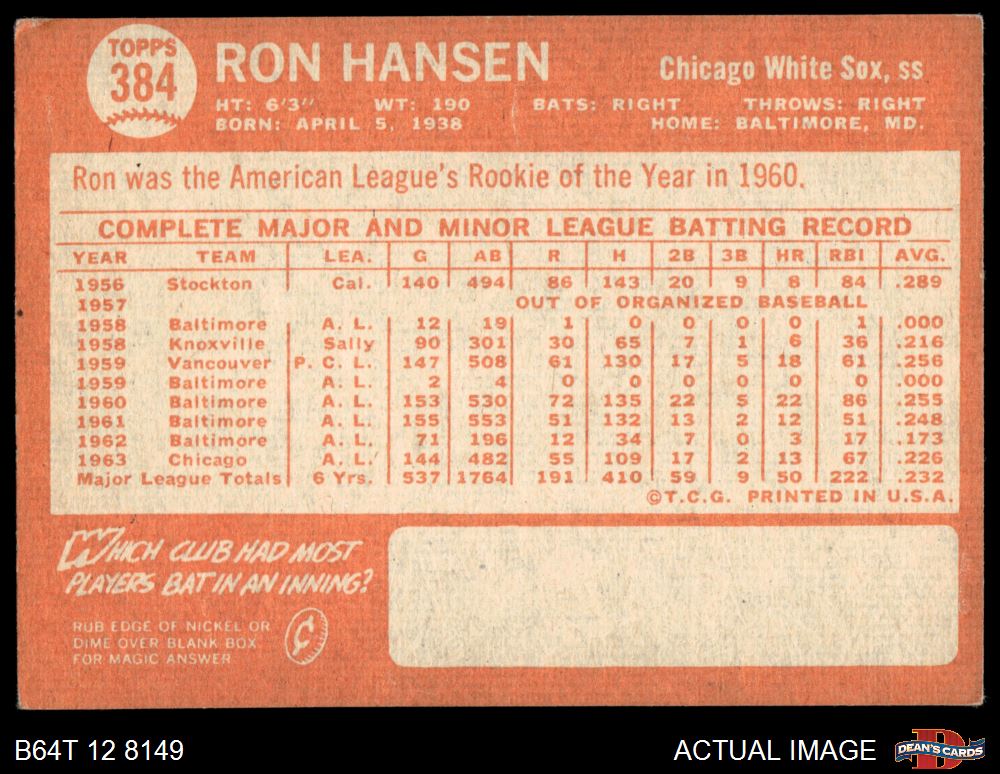 TOPPS
384
RON HANSEN
Chicago White Sox, SS
HT: 6'3" WT: 190 BATS: RIGHT THROWS: RIGHT
BORN: APRIL 5, 1938 HOME: BALTIMORE, MD.
Ron was the American League's Rookie of the Year in 1960.
COMPLETE MAJOR AND MINOR LEAGUE BATTING RECORD
YEAR TEAM LEA. G AB R H 2B 3B HR RBI AVG.
1956 Stockton Cal. 140 494 86 143 20 9 8 84 .289
1957 OUT OF ORGANIZED BASEBALL
1958 Baltimore A. L. 12 19 1 0 0 0 0 1 .000
1958 Knoxville Sally 90 301 30 65 7 1 6 36 .216
1959 Vancouver P. C. L. 147 508 61 130 17 5 18 61 .256
1959 Baltimore A. L. 2 4 0 0 0 0 0 0 .000
1960 Baltimore A. L. 153 530 72 135 22 5 22 86 .255
1961 Baltimore A. L. 155 553 51 132 13 2 12 51 .248
1962 Baltimore A. L. 71 196 12 34 7 0 3 17 .173
1963 Chicago A. L. 144 482 55 109 17 2 13 67 .226
Major League Totals 6 Yrs. 537 1764 191 410 59 9 50 222 .232
©T.C.G. PRINTED IN U.S.A.
WHICH CLUB HAD MOST
PLAYERS BAT IN AN INNING?
RUB EDGE OF NICKEL OR
DIME OVER BLANK BOX
FOR MAGIC ANSWER
¢
B64T 12 8149
ACTUAL IMAGE
D
DEAN'S CARDS